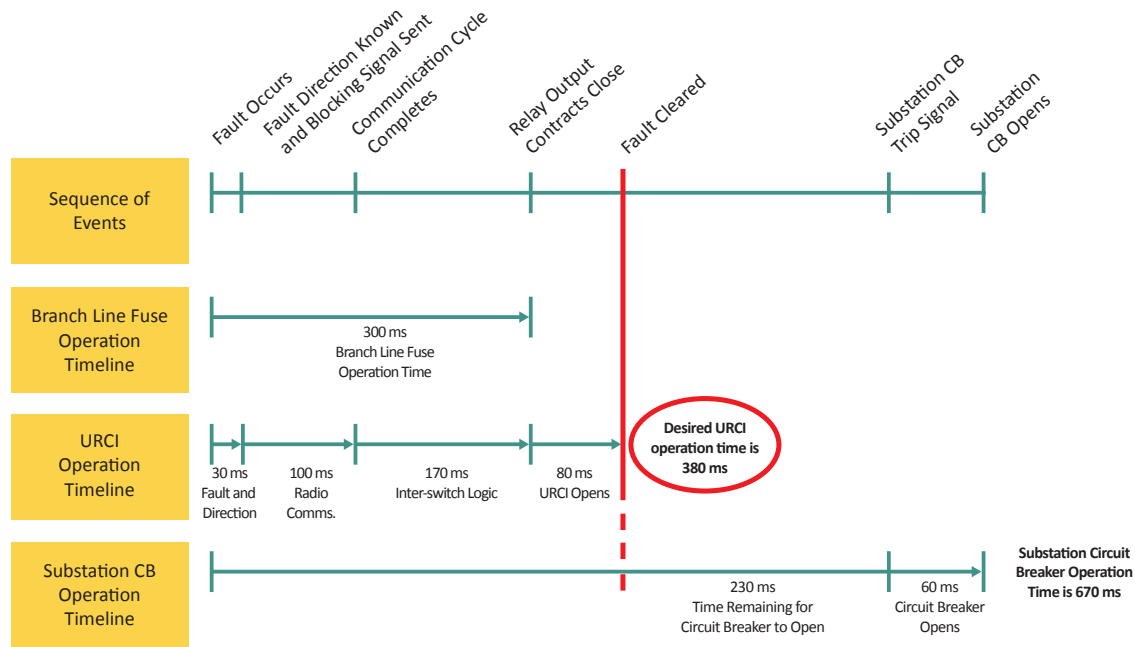 Fault Occurs
Fault Direction Known
and Blocking Signal Sent
Communication Cycle
Completes
Relay Output
Contracts Close
Fault Cleared
Substation CB
Trip Signal
Substation
CB Opens
Sequence of
Events
Branch Line Fuse
Operation
Timeline
300 ms
Branch Line Fuse
Operation Time
URCI
Operation
Timeline
30 ms
Fault and
Direction
100 ms
Radio
Comms.
170 ms
Inter-switch Logic
80 ms
URCI Opens
Desired URCI
operation time is
380 ms
Substation CB
Operation
Timeline
230 ms
Time Remaining for
Circuit Breaker to Open
60 ms
Circuit Breaker
Opens
Substation Circuit
Breaker Operation
Time is 670 ms